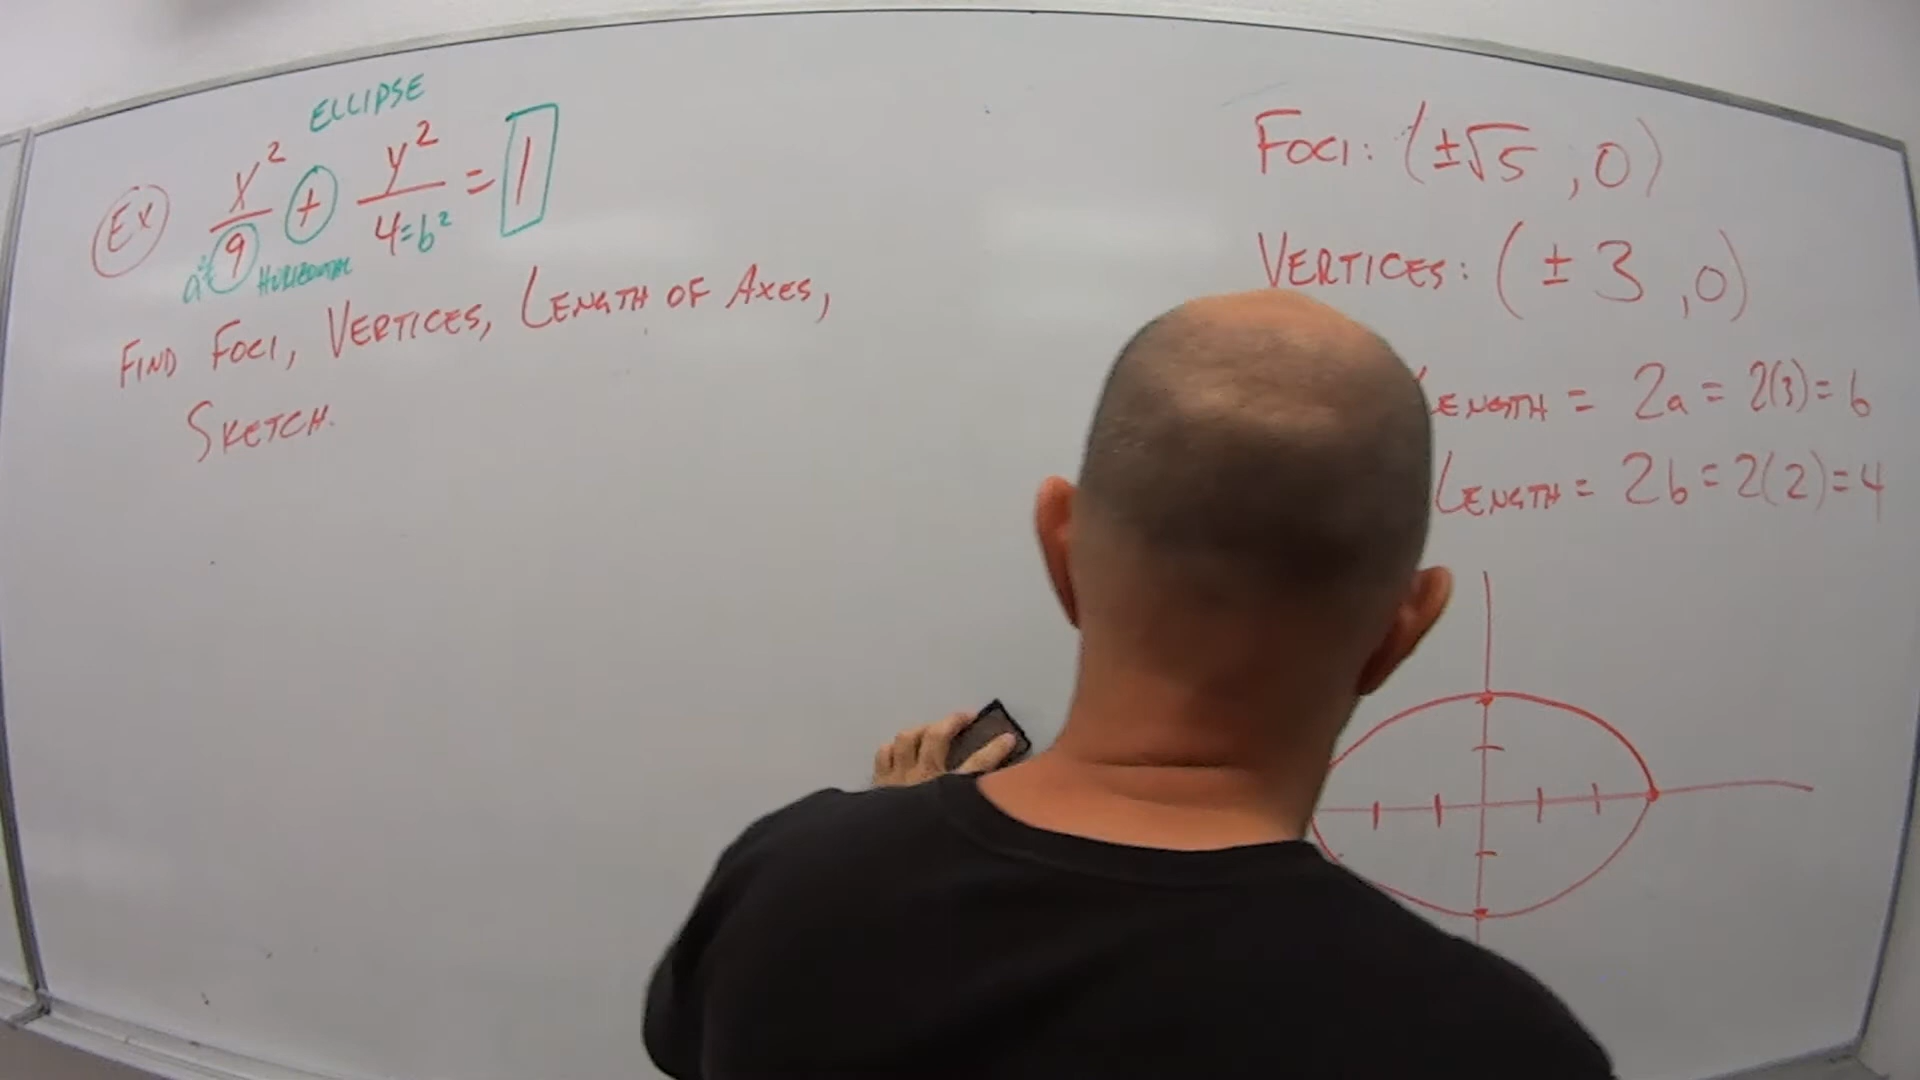 ELLIPSE
Ex x²/9 + y²/4=b² = 1
a²= HORIZONTAL
FIND FOCI, VERTICES, LENGTH OF AXES,
SKETCH.
FOCI: (±√5, 0)
VERTICES: (±3, 0)
LENGTH = 2a = 2(3) = 6
LENGTH = 2b = 2(2) = 4